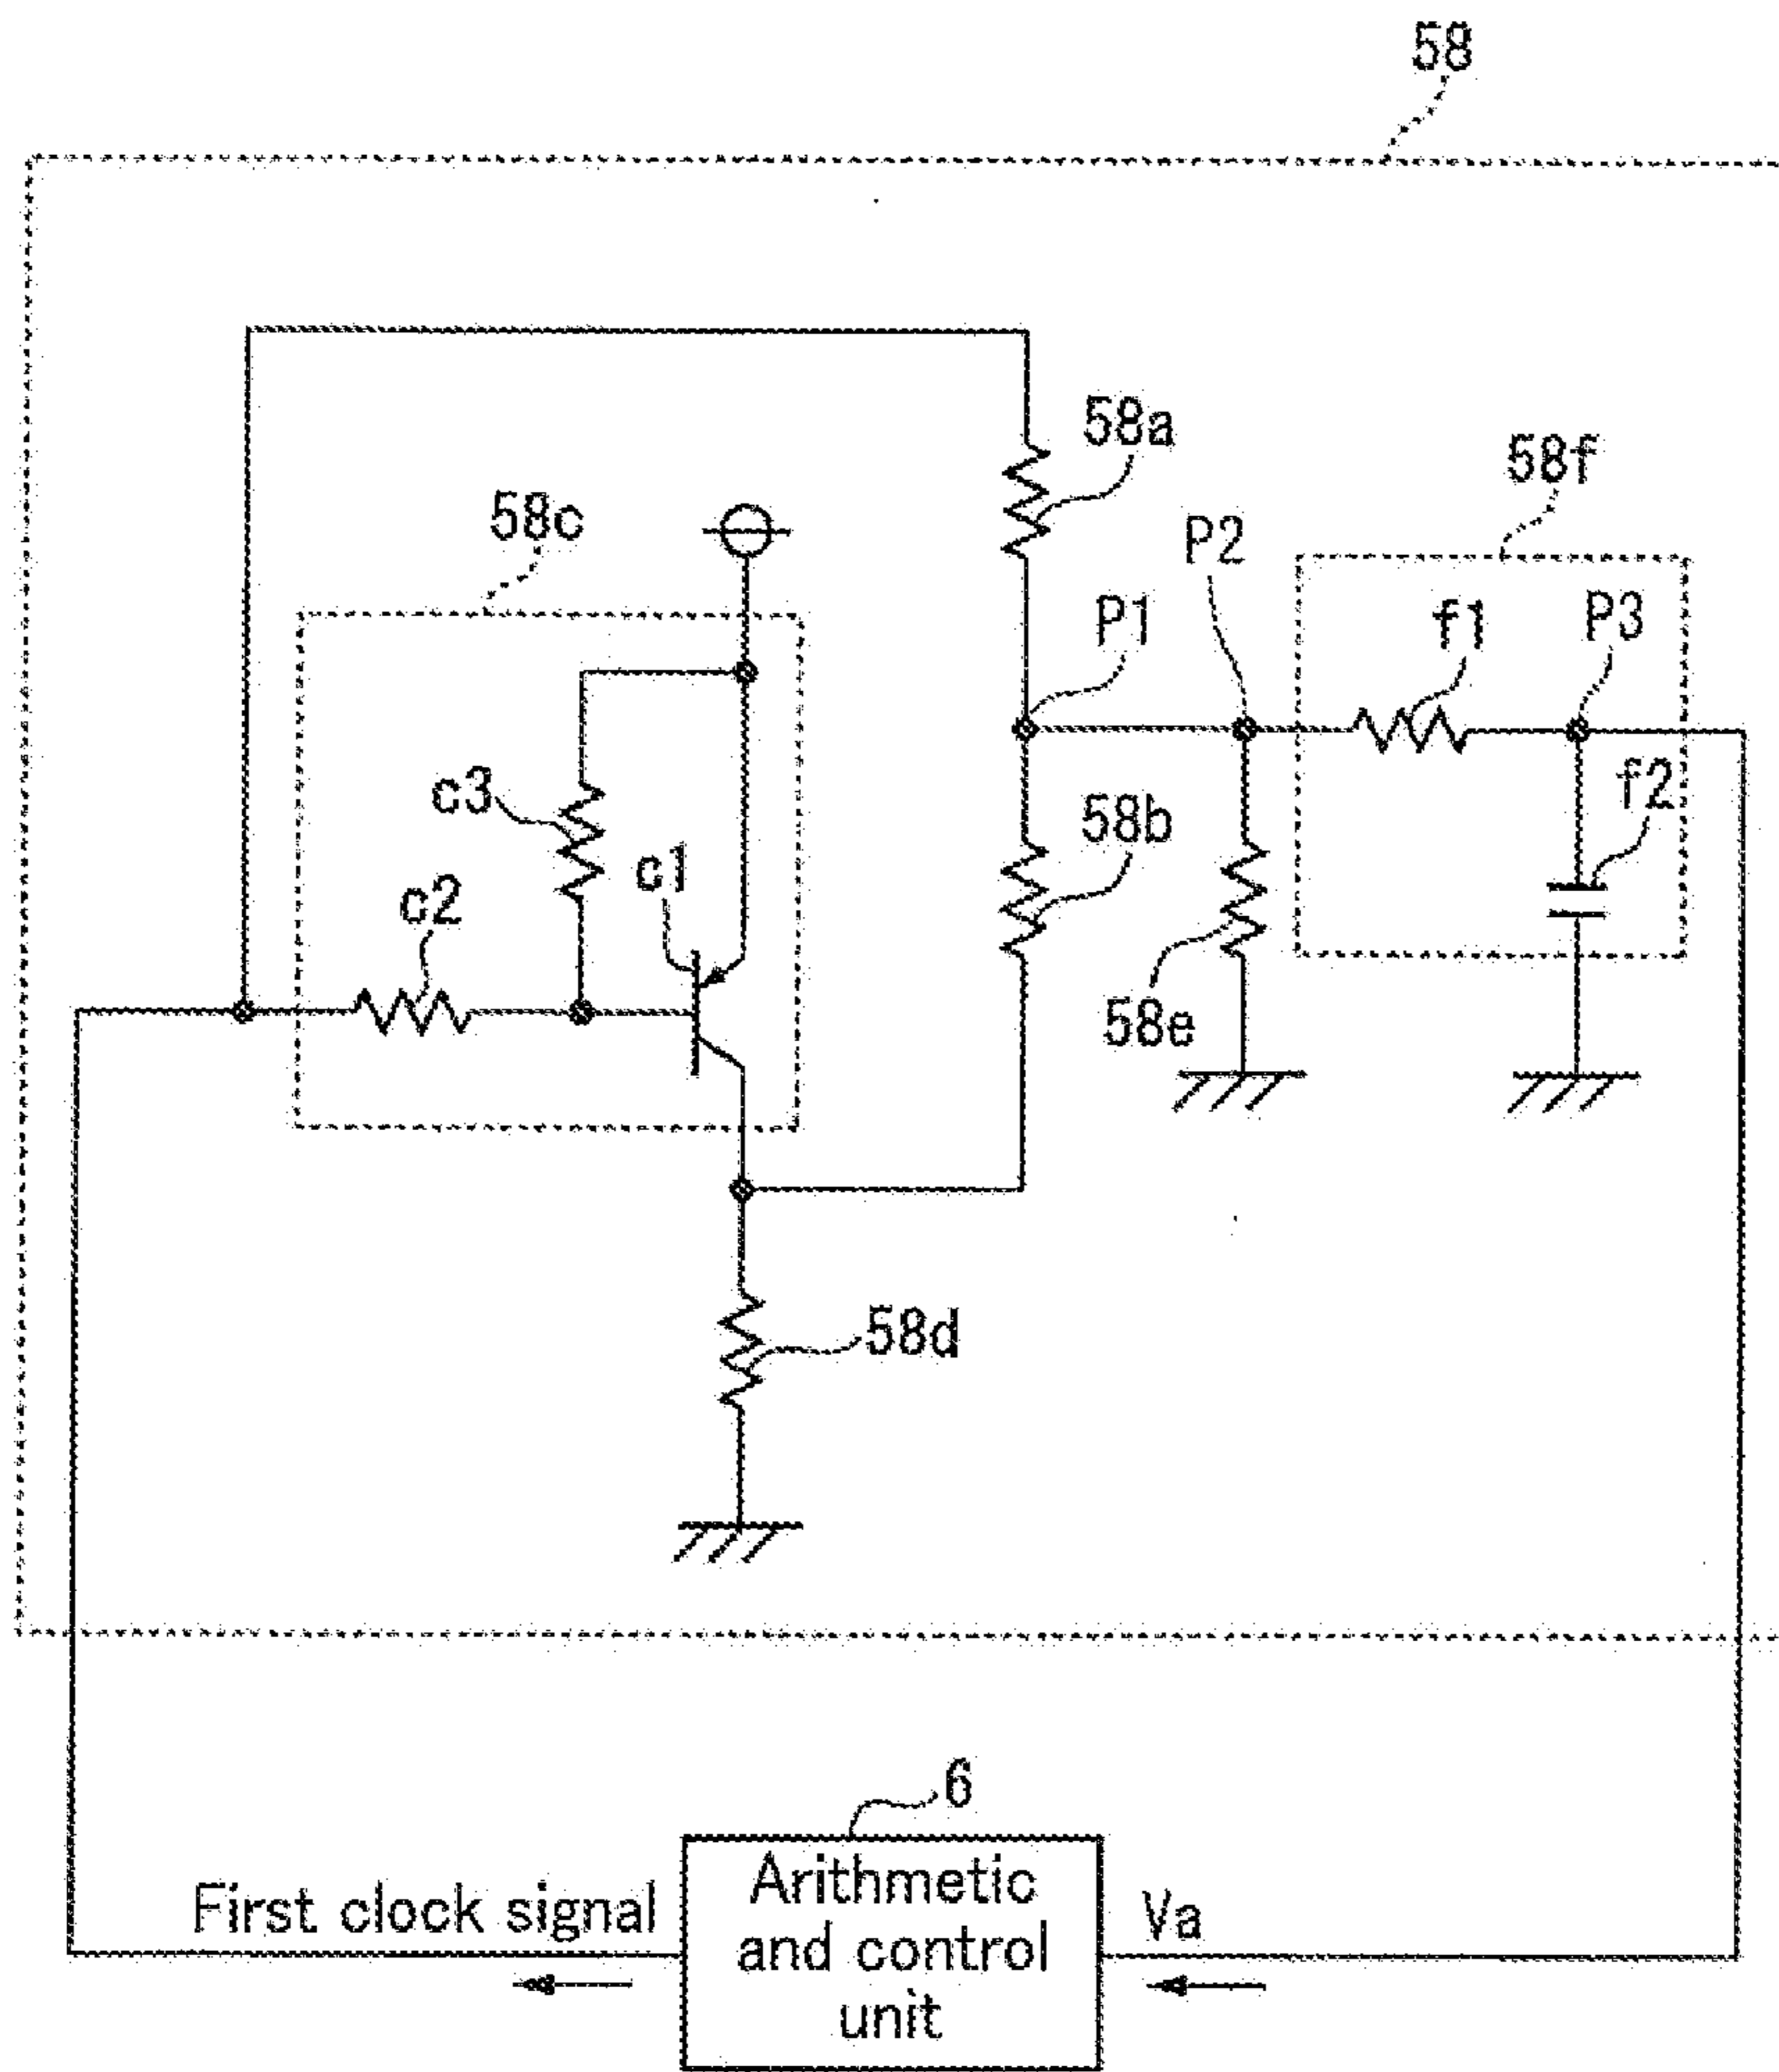 58
58a
58f
58c
P2
P1
f1
P3
c3
f2
58b
c1
c2
58e
58d
6
Arithmetic
and control
unit
First clock signal
Va